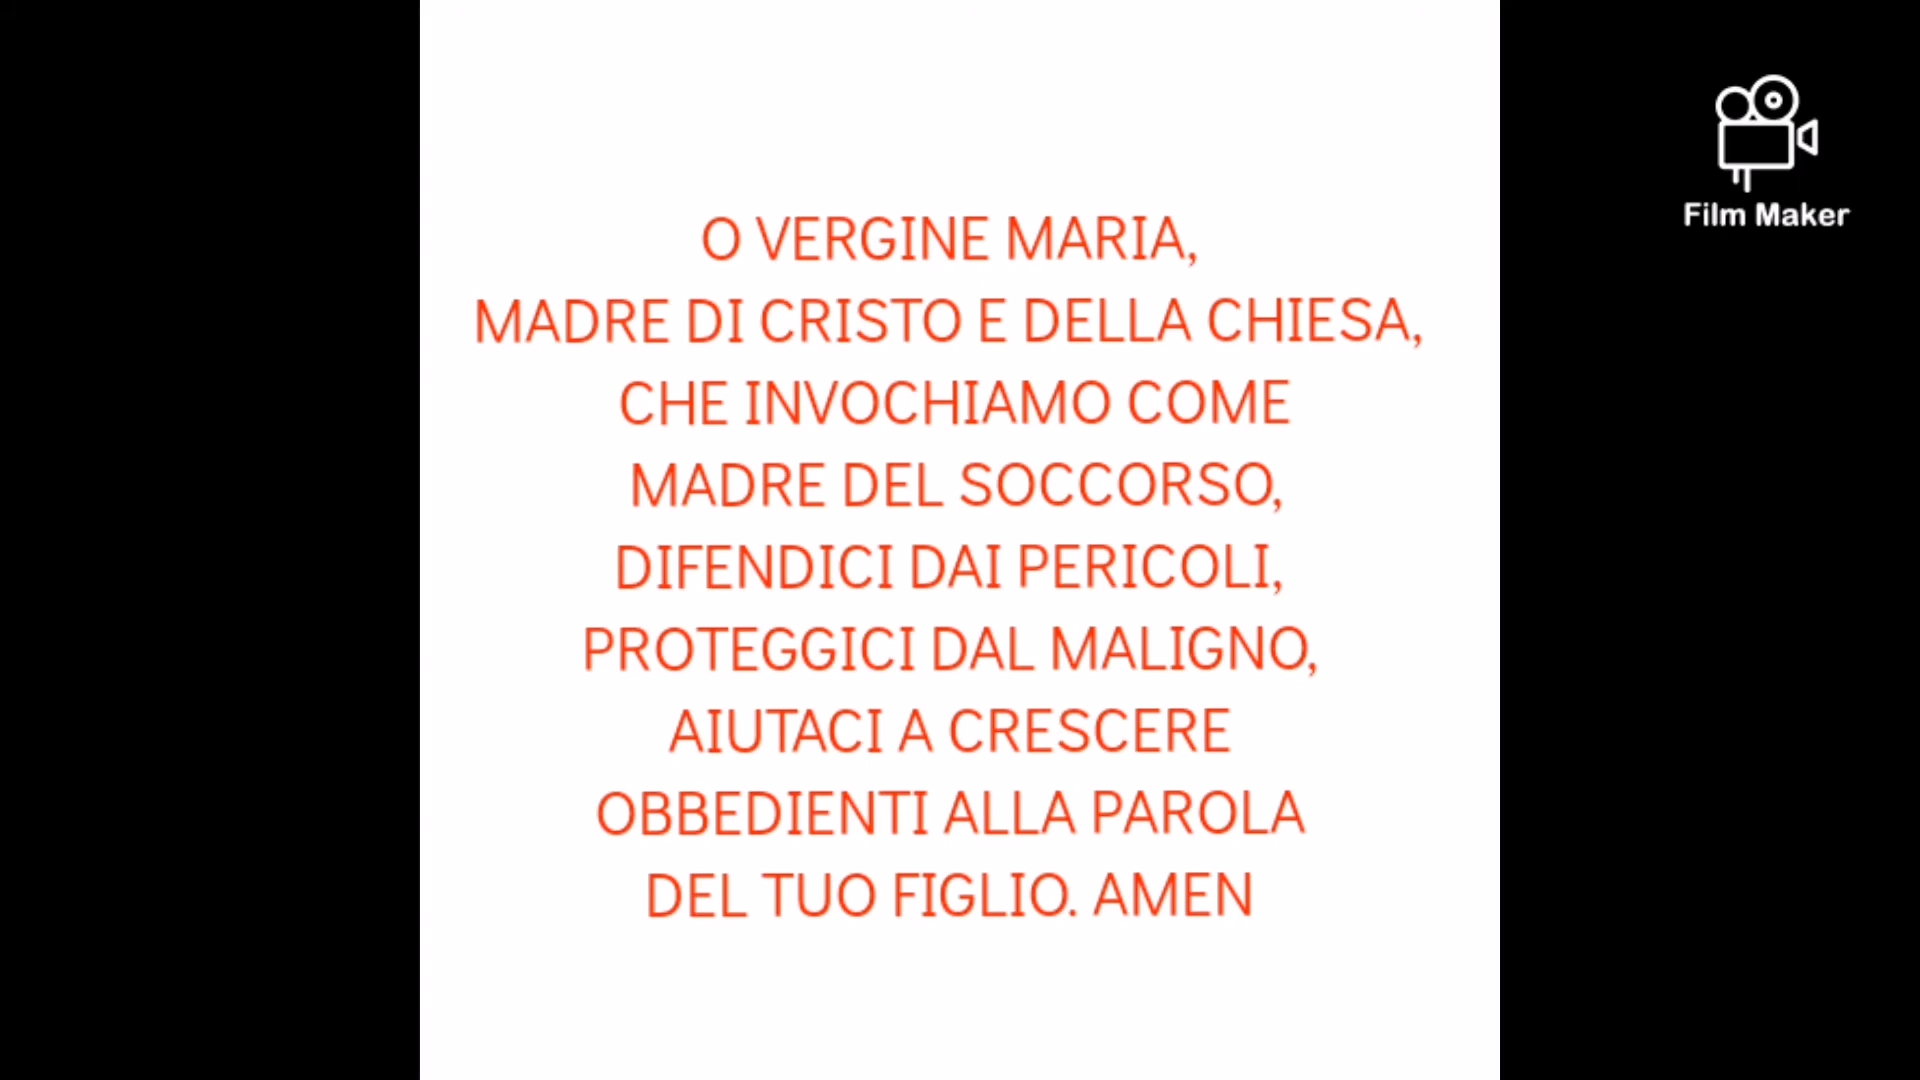 O VERGINE MARIA,
MADRE DI CRISTO E DELLA CHIESA,
CHE INVOCHIAMO COME
MADRE DEL SOCCORSO,
DIFENDICI DAI PERICOLI,
PROTEGGICI DAL MALIGNO,
AIUTACI A CRESCERE
OBBEDIENTI ALLA PAROLA
DEL TUO FIGLIO. AMEN
Film Maker